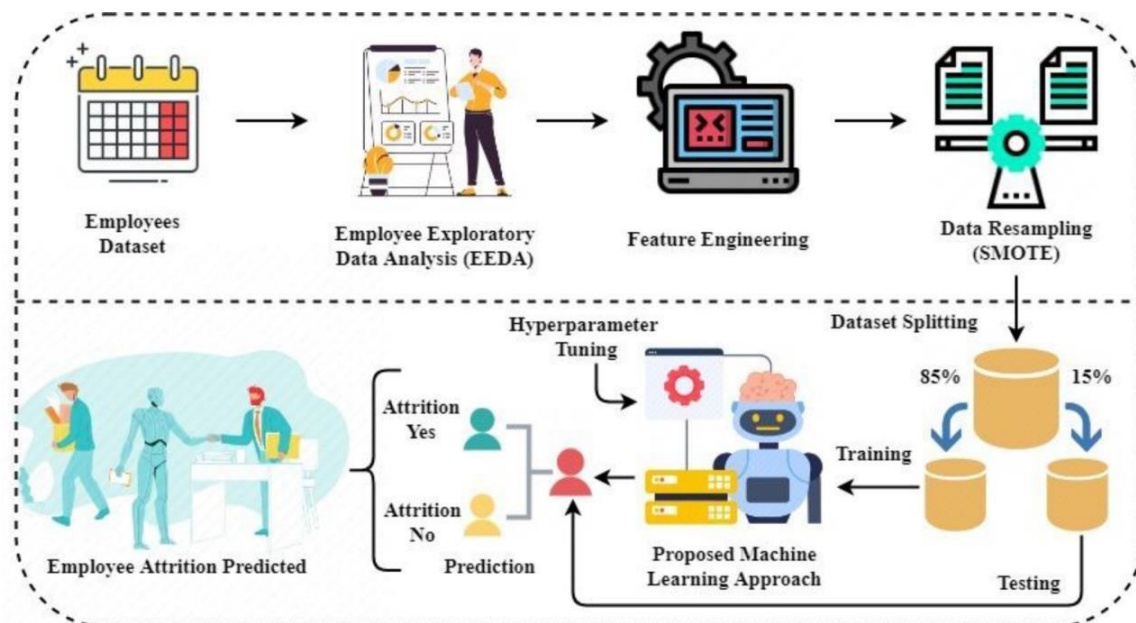 Employees
Dataset
Employee Exploratory
Data Analysis (EEDA)
Feature Engineering
Data Resampling
(SMOTE)
Dataset Splitting
85%
15%
Training
Testing
Hyperparameter
Tuning
Proposed Machine
Learning Approach
Attrition
Yes
Attrition
No
Prediction
Employee Attrition Predicted